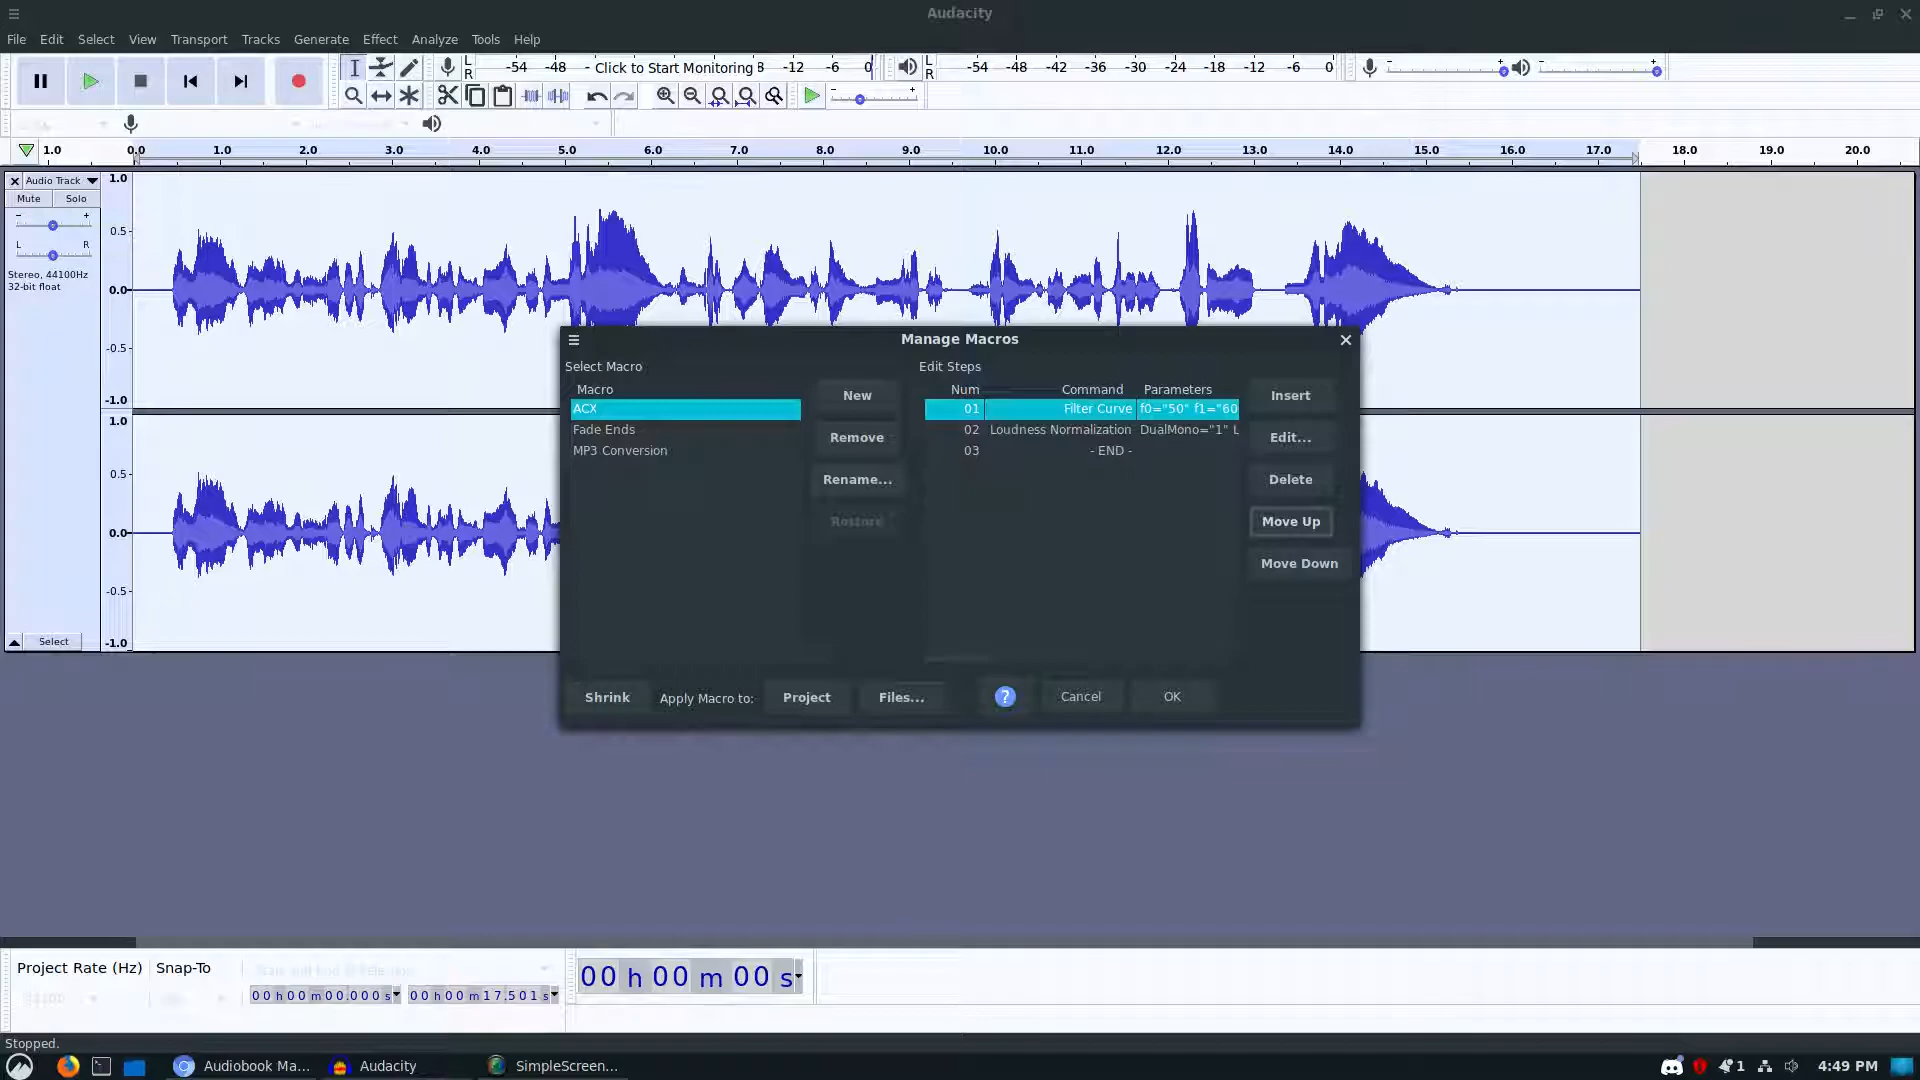 Audacity
File Edit Select View Transport Tracks Generate Effect Analyze Tools Help
L
R
-54 -48 - Click to Start Monitoring 8 -12 -6 0
L
R
-54 -48 -42 -36 -30 -24 -18 -12 -6 0
1.0 0.0 1.0 2.0 3.0 4.0 5.0 6.0 7.0 8.0 9.0 10.0 11.0 12.0 13.0 14.0 15.0 16.0 17.0 18.0 19.0 20.0
Audio Track
Mute Solo
- +
L R
Stereo, 44100Hz
32-bit float
1.0
0.5
0.0
-0.5
-1.0
1.0
0.5
0.0
-0.5
-1.0
Select
Manage Macros
Select Macro
Macro
ACX
Fade Ends
MP3 Conversion
New
Remove
Rename...
Restore
Edit Steps
Num Command Parameters
01 Filter Curve f0="50" f1="60
02 Loudness Normalization DualMono="1" L
03 - END -
Insert
Edit...
Delete
Move Up
Move Down
Shrink Apply Macro to: Project Files... ? Cancel OK
Project Rate (Hz) Snap-To
44100
00 h 00 m 00.000 s 00 h 00 m 17.501 s
00 h 00 m 00 s
Stopped.
Audiobook Ma... Audacity SimpleScreen... 1 4:49 PM